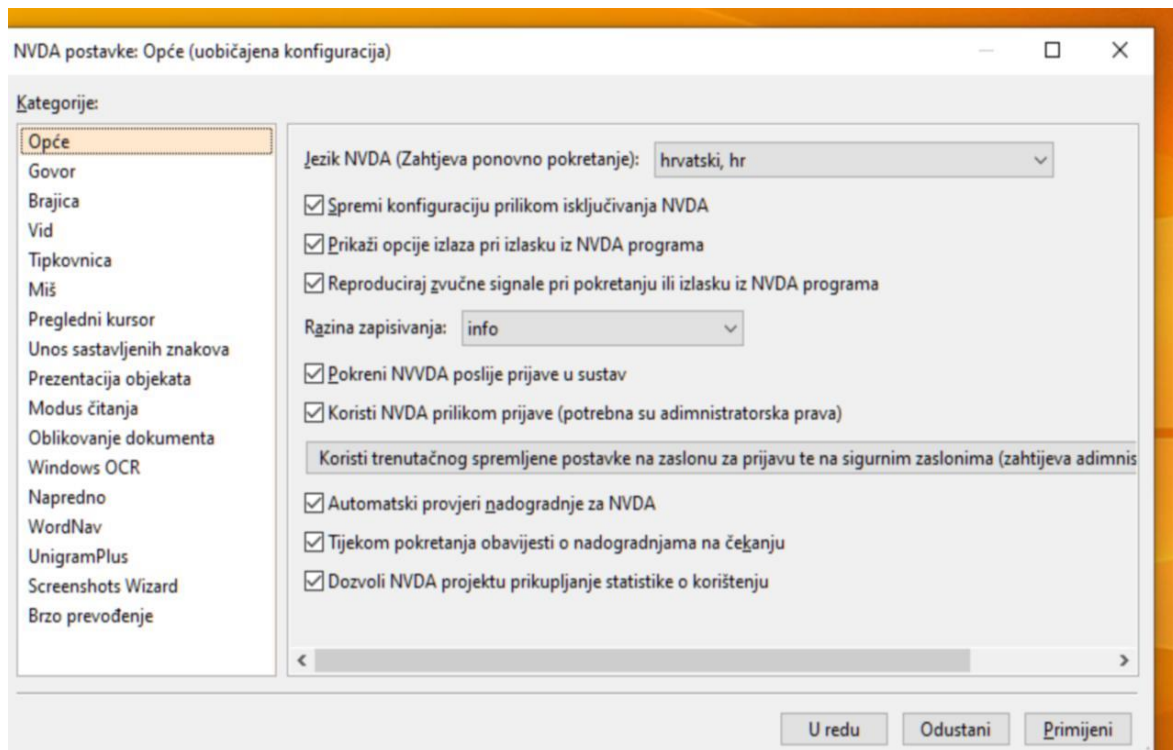 NVDA postavke: Opće (uobičajena konfiguracija)
Kategorije:
Opće
Govor
Brajica
Vid
Tipkovnica
Miš
Pregledni kursor
Unos sastavljenih znakova
Prezentacija objekata
Modus čitanja
Oblikovanje dokumenta
Windows OCR
Napredno
WordNav
UnigramPlus
Screenshots Wizard
Brzo prevođenje
Jezik NVDA (Zahtjeva ponovno pokretanje): hrvatski, hr
Spremi konfiguraciju prilikom isključivanja NVDA
Prikaži opcije izlaza pri izlasku iz NVDA programa
Reproduciraj zvučne signale pri pokretanju ili izlasku iz NVDA programa
Razina zapisivanja: info
Pokreni NVVDA poslije prijave u sustav
Koristi NVDA prilikom prijave (potrebna su adimnistratorska prava)
Koristi trenutačnog spremljene postavke na zaslonu za prijavu te na sigurnim zaslonima (zahtijeva adimnis
Automatski provjeri nadogradnje za NVDA
Tijekom pokretanja obavijesti o nadogradnjama na čekanju
Dozvoli NVDA projektu prikupljanje statistike o korištenju
U redu Odustani Primijeni